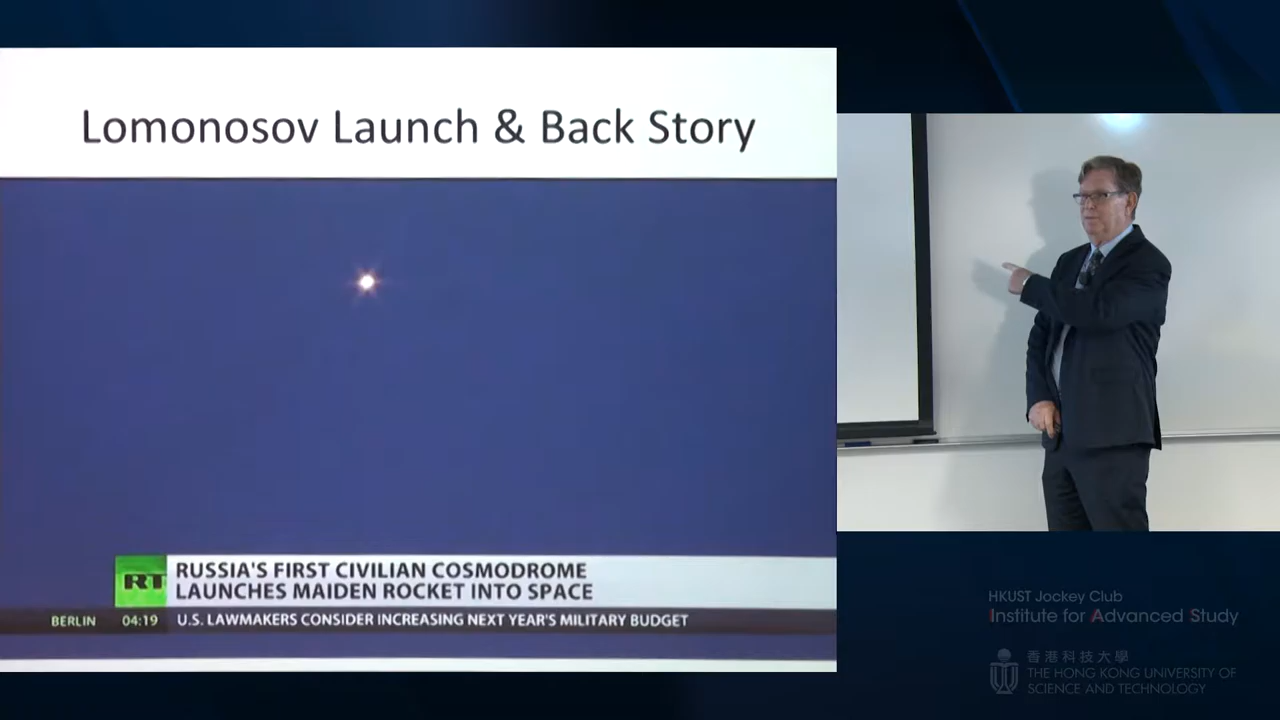 Lomonosov Launch & Back Story
RT
RUSSIA'S FIRST CIVILIAN COSMODROME
LAUNCHES MAIDEN ROCKET INTO SPACE
BERLIN 04:19 U.S. LAWMAKERS CONSIDER INCREASING NEXT YEAR'S MILITARY BUDGET
HKUST Jockey Club
Institute for Advanced Study
香港科技大學
THE HONG KONG UNIVERSITY OF
SCIENCE AND TECHNOLOGY